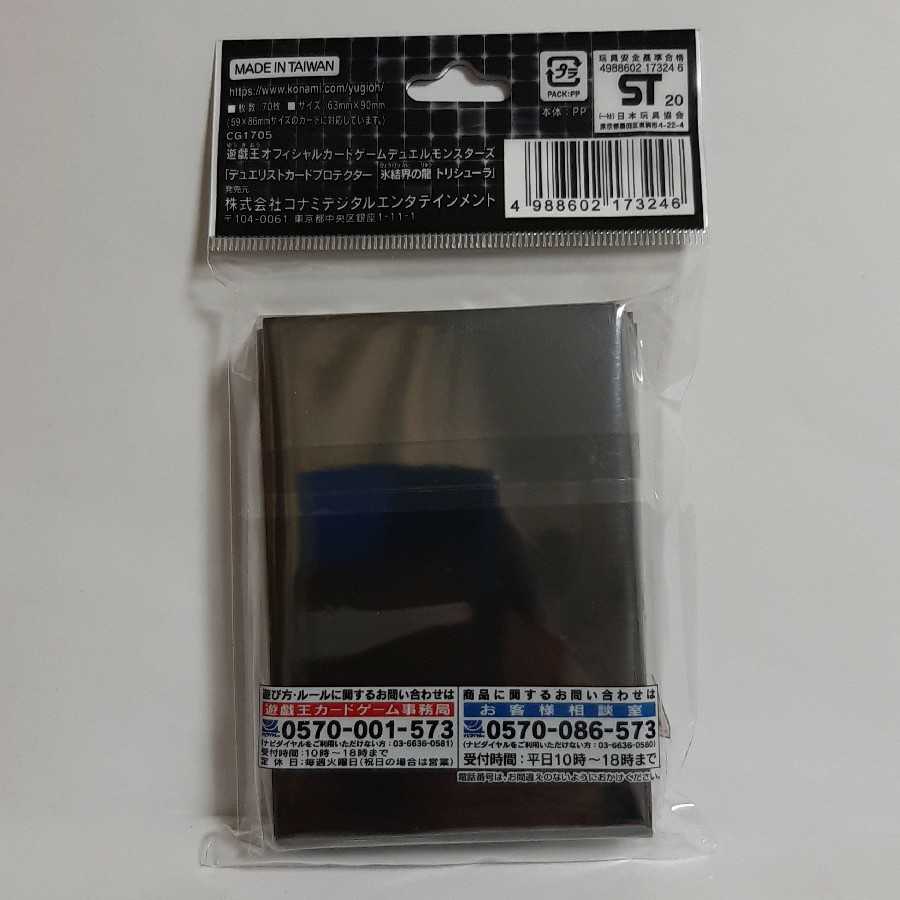 MADE IN TAIWAN
https://www.konami.com/yugioh/
■枚数 70枚 ■サイズ 63mm×90mm
(59×86mmサイズのカードに対応しています。)
CG1705
遊戯王オフィシャルカードゲームデュエルモンスターズ
「デュエリストカードプロテクター 氷結界の龍 トリシューラ」
発売元
株式会社コナミデジタルエンタテインメント
〒104-0061 東京都中央区銀座1-11-1
プラ
PACK:PP
本体:PP
玩具安全基準合格
4988602 17324 6
ST 20
(一社)日本玩具協会
東京都墨田区東駒形4-22-4
4 988602 173246
遊び方・ルールに関するお問い合わせは
遊戯王カードゲーム事務局
0570-001-573
(ナビダイヤルをご利用いただけない方:03-6636-0581)
受付時間:10時~18時まで
定休日:毎週火曜日(祝日の場合は営業)
商品に関するお問い合わせは
お客様相談室
0570-086-573
(ナビダイヤルをご利用いただけない方:03-6636-0580)
受付時間:平日10時~18時まで
電話番号は、お間違えのないようにおかけください。